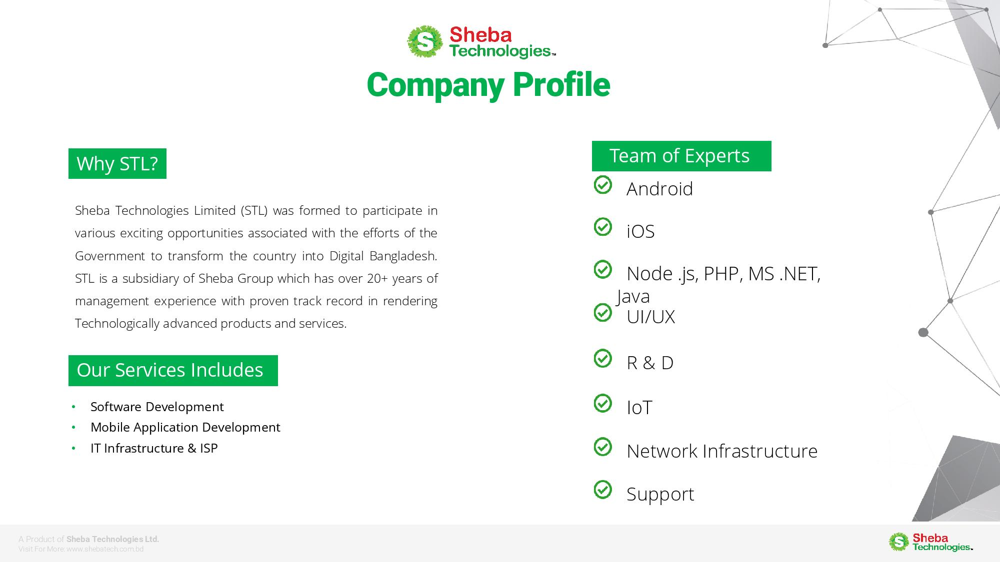 Sheba
Technologies™
Company Profile
Why STL?
Sheba Technologies Limited (STL) was formed to participate in
various exciting opportunities associated with the efforts of the
Government to transform the country into Digital Bangladesh.
STL is a subsidiary of Sheba Group which has over 20+ years of
management experience with proven track record in rendering
Technologically advanced products and services.
Our Services Includes
• Software Development
• Mobile Application Development
• IT Infrastructure & ISP
Team of Experts
Android
iOS
Node .js, PHP, MS .NET,
Java
UI/UX
R & D
IoT
Network Infrastructure
Support
A Product of Sheba Technologies Ltd.
Visit For More: www.shebatech.com.bd
Sheba
Technologies™